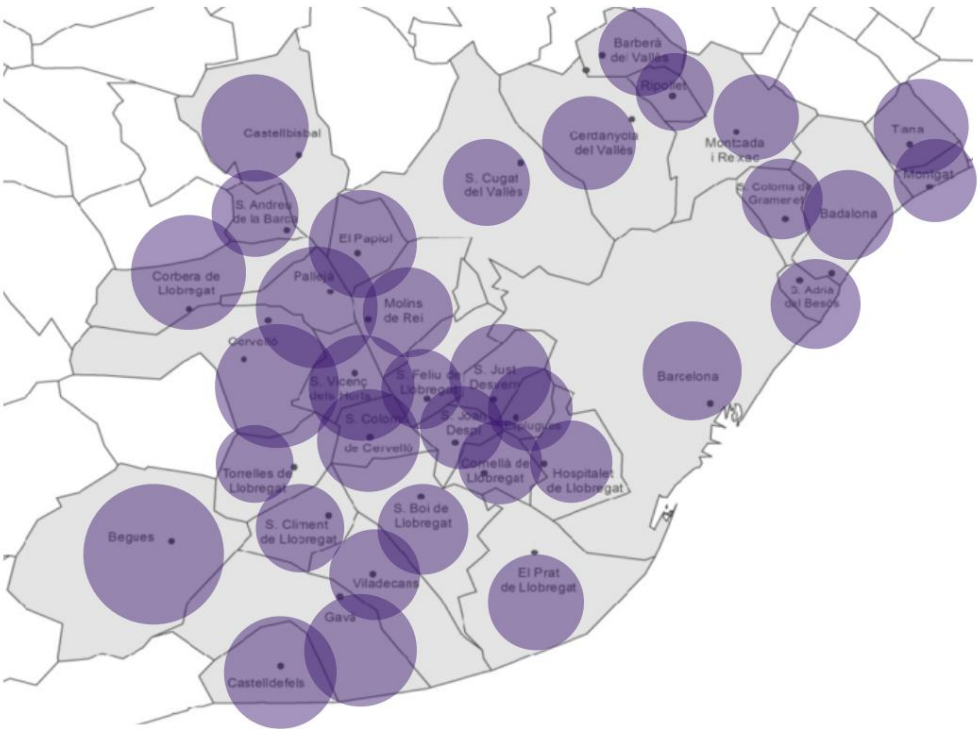 Barberà
del Vallès
Ripollet
Castellbisbal
Cerdanyola
del Vallès
Montcada
i Reixac
Tiana
Montgat
S. Cugat
del Vallès
S. Coloma de
Gramenet
Badalona
S. Andreu
de la Barca
El Papiol
Corbera de
Llobregat
Pallejà
Molins
de Rei
S. Adrià
del Besòs
Cervelló
S. Vicenç
dels Horts
S. Feliu de
Llobregat
S. Just
Desvern
Barcelona
S. Coloma
de Cervelló
S. Joan
Despí
Esplugues
Torrelles de
Llobregat
Cornellà de
Llobregat
Hospitalet
de Llobregat
Begues
S. Climent
de Llobregat
S. Boi de
Llobregat
Viladecans
El Prat
de Llobregat
Gavà
Castelldefels